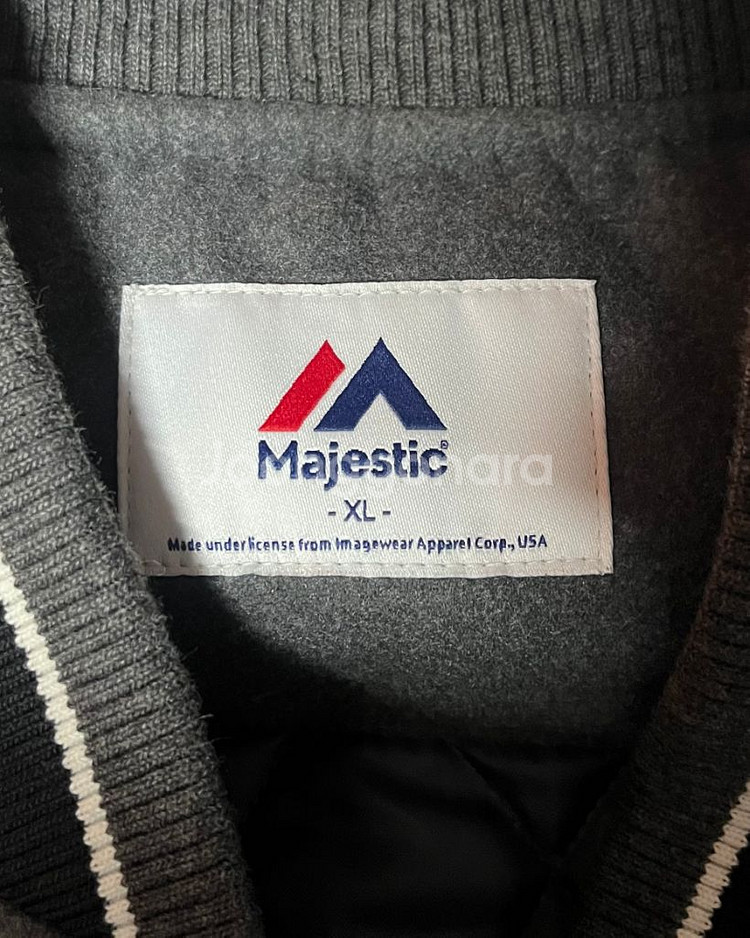 Majestic®
- XL -
Made under license from Imagewear Apparel Corp., USA